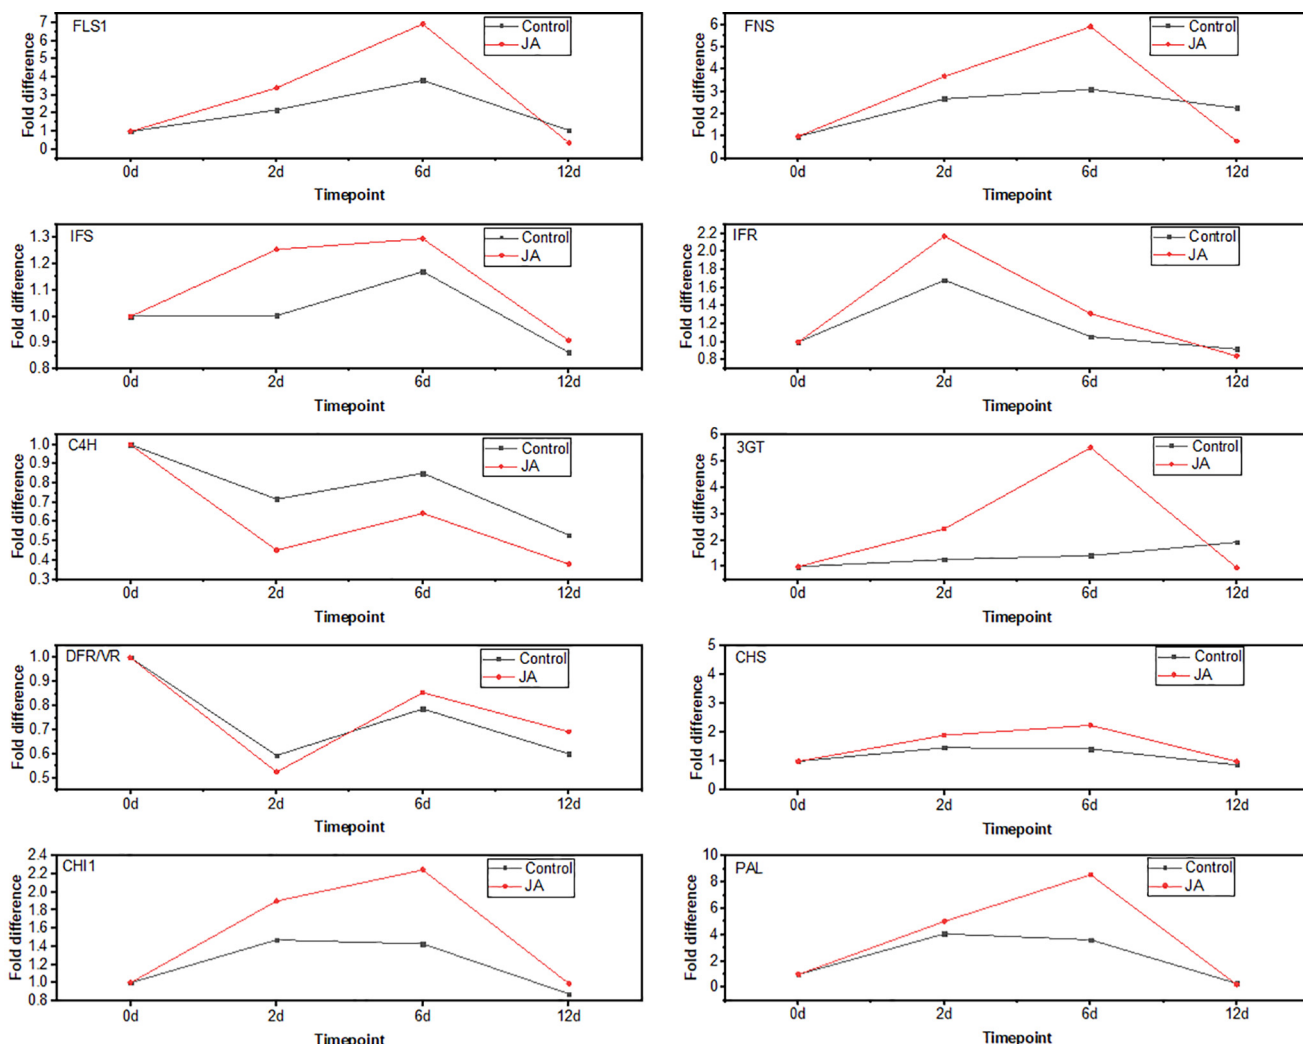 FLS1
Control
JA
7
6
5
4
3
2
1
0
Fold difference
0d 2d 6d 12d
Timepoint
FNS
Control
JA
6
5
4
3
2
1
0
Fold difference
0d 2d 6d 12d
Timepoint
IFS
Control
JA
1.3
1.2
1.1
1.0
0.9
0.8
Fold difference
0d 2d 6d 12d
Timepoint
IFR
Control
JA
2.2
2.0
1.8
1.6
1.4
1.2
1.0
0.8
Fold difference
0d 2d 6d 12d
Timepoint
C4H
Control
JA
1.0
0.9
0.8
0.7
0.6
0.5
0.4
0.3
Fold difference
0d 2d 6d 12d
Timepoint
3GT
Control
JA
6
5
4
3
2
1
Fold difference
0d 2d 6d 12d
Timepoint
DFR/VR
Control
JA
1.0
0.9
0.8
0.7
0.6
0.5
Fold difference
0d 2d 6d 12d
Timepoint
CHS
Control
JA
5
4
3
2
1
0
Fold difference
0d 2d 6d 12d
Timepoint
CHI1
Control
JA
2.4
2.2
2.0
1.8
1.6
1.4
1.2
1.0
0.8
Fold difference
0d 2d 6d 12d
Timepoint
PAL
Control
JA
10
8
6
4
2
0
Fold difference
0d 2d 6d 12d
Timepoint